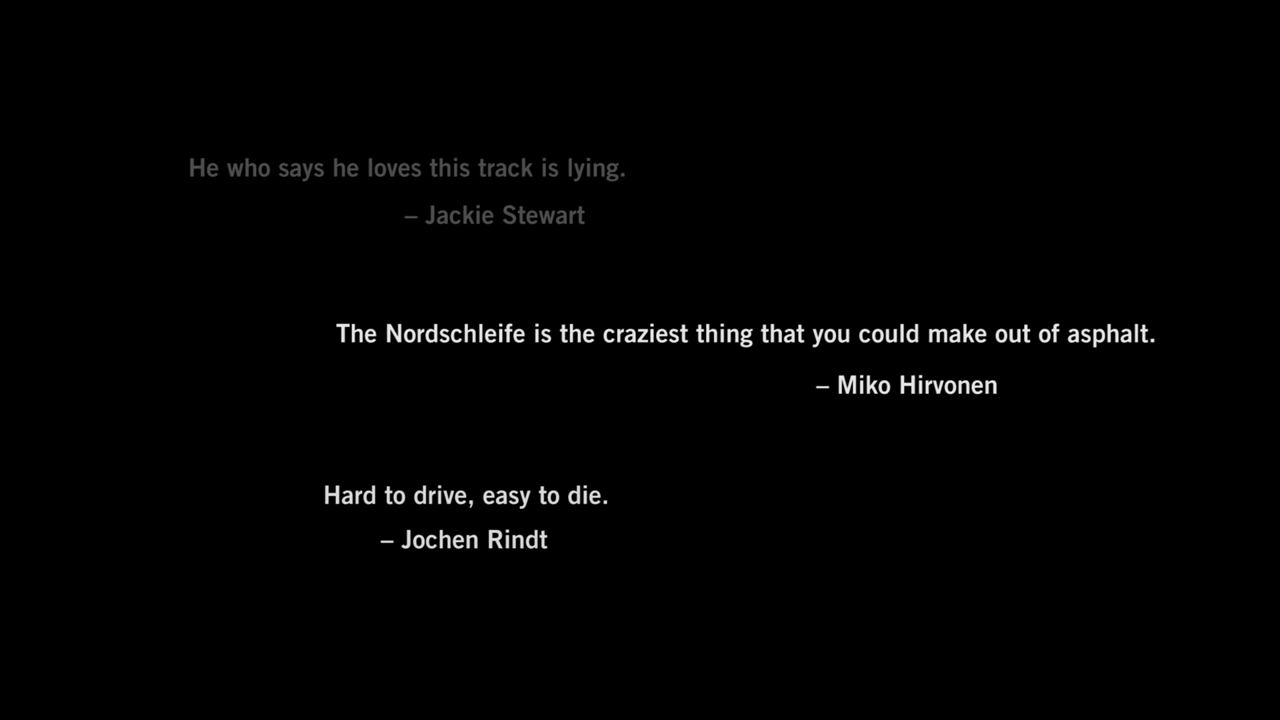 He who says he loves this track is lying.
– Jackie Stewart
The Nordschleife is the craziest thing that you could make out of asphalt.
– Miko Hirvonen
Hard to drive, easy to die.
– Jochen Rindt